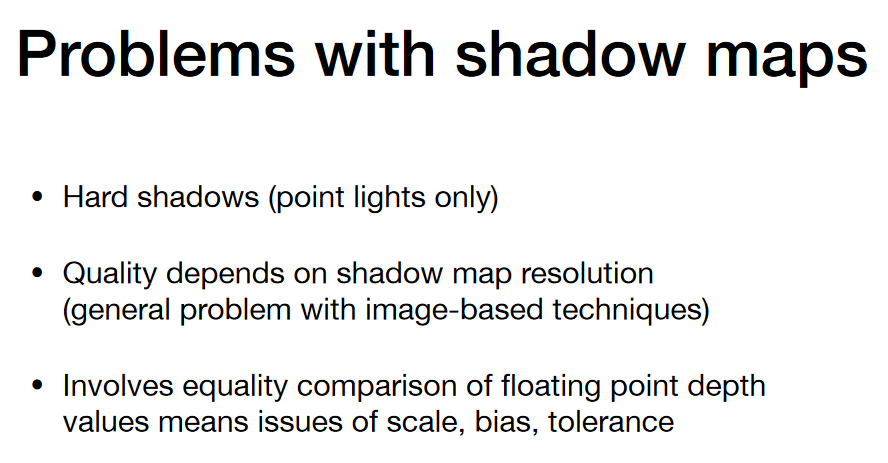 Problems with shadow maps
• Hard shadows (point lights only)
• Quality depends on shadow map resolution
(general problem with image-based techniques)
• Involves equality comparison of floating point depth
values means issues of scale, bias, tolerance